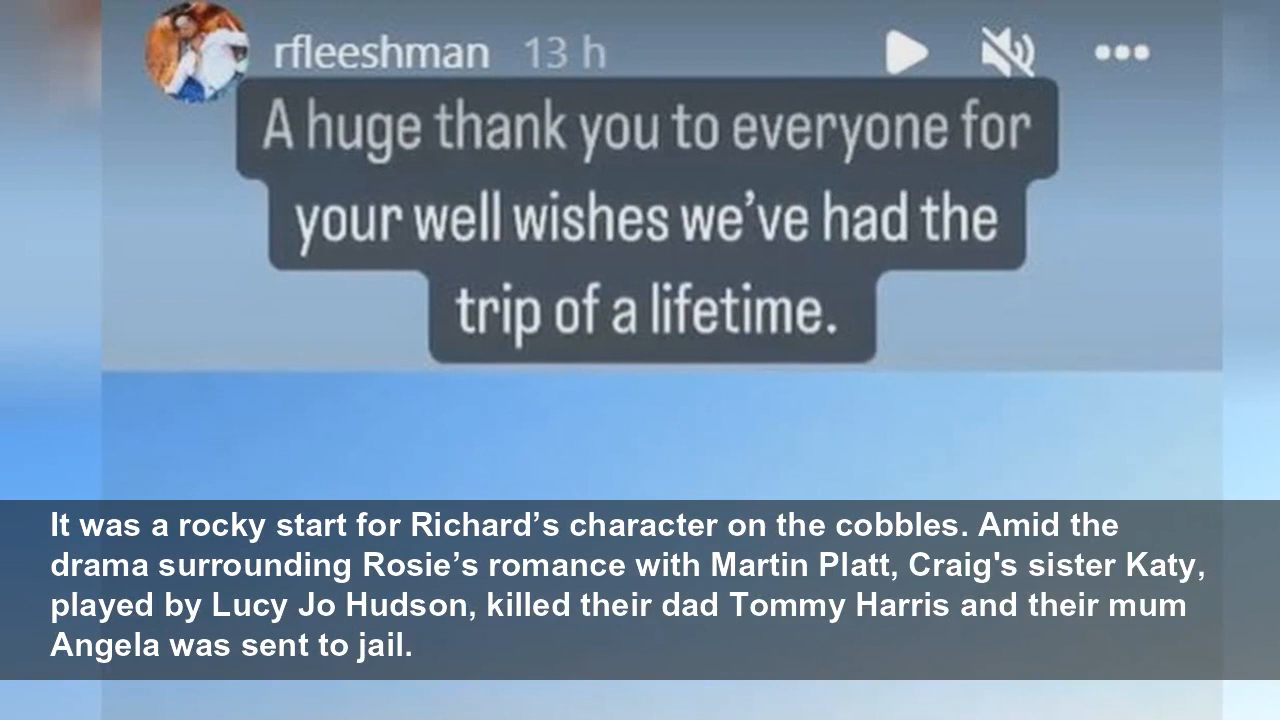 rfleeshman 13 h
A huge thank you to everyone for
your well wishes we’ve had the
trip of a lifetime.
It was a rocky start for Richard’s character on the cobbles. Amid the
drama surrounding Rosie’s romance with Martin Platt, Craig's sister Katy,
played by Lucy Jo Hudson, killed their dad Tommy Harris and their mum
Angela was sent to jail.